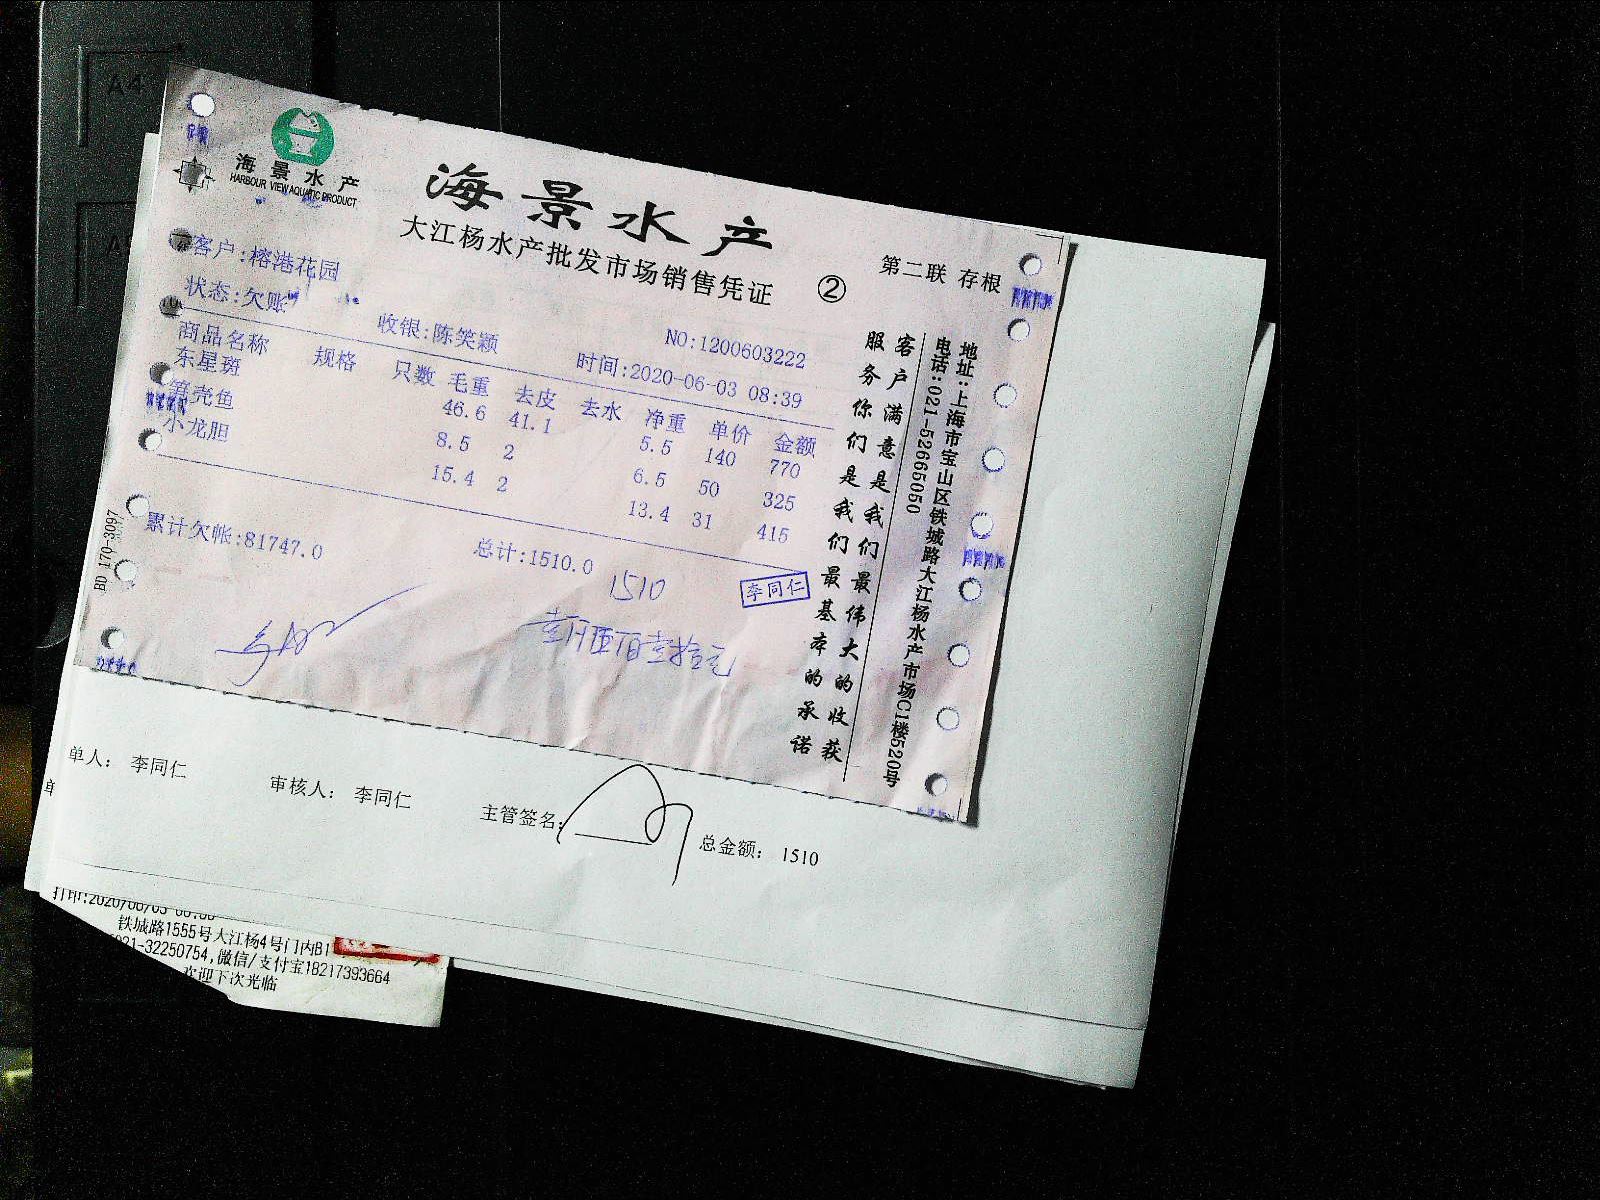 A4
海景水产
HARBOUR VIEW AQUATIC PRODUCT
海景水产
大江杨水产批发市场销售凭证
② 第二联 存根
客户:榕港花园
状态:欠账
收银:陈笑颖
NO:1200603222
时间:2020-06-03 08:39
商品名称 规格 只数 毛重 去皮 去水 净重 单价 金额
东星斑 46.6 41.1 5.5 140 770
笋壳鱼 8.5 2 6.5 50 325
小龙胆 15.4 2 13.4 31 415
累计欠帐:81747.0 总计:1510.0
1510
李同仁
壹仟伍佰壹拾元
客户满意是我们最伟大的收获
服务你们是我们最基本的承诺
地址:上海市宝山区铁城路大江杨水产市场C1楼520号
电话:021-52665050
BD 170-3097
单人: 李同仁 审核人: 李同仁 主管签名: 总金额: 1510
铁城路1555号大江杨4号门内B1
021-32250754,微信/支付宝18217393664
欢迎下次光临